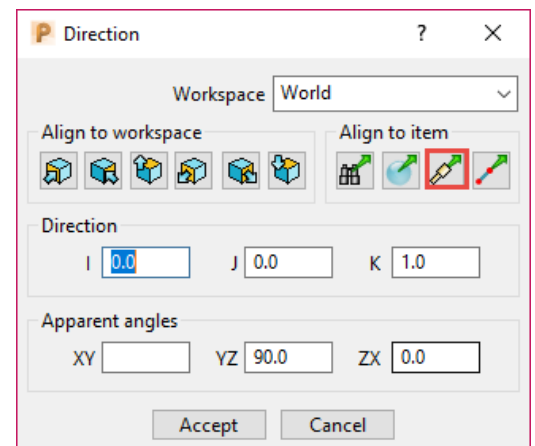 Direction ?
Workspace World
Align to workspace Align to item
Direction
I 0.0 J 0.0 K 1.0
Apparent angles
XY YZ 90.0 ZX 0.0
Accept Cancel